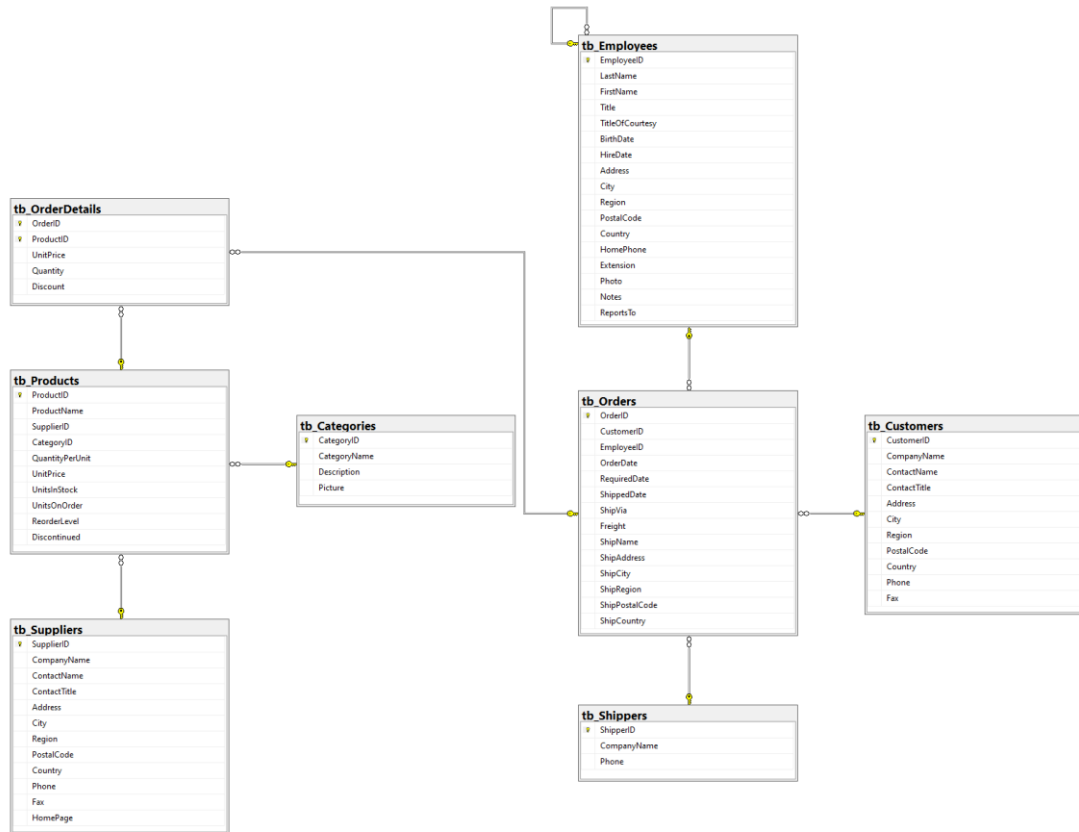 tb_Employees
EmployeeID
LastName
FirstName
Title
TitleOfCourtesy
BirthDate
HireDate
Address
City
Region
PostalCode
Country
HomePhone
Extension
Photo
Notes
ReportsTo
tb_OrderDetails
OrderID
ProductID
UnitPrice
Quantity
Discount
tb_Products
ProductID
ProductName
SupplierID
CategoryID
QuantityPerUnit
UnitPrice
UnitsInStock
UnitsOnOrder
ReorderLevel
Discontinued
tb_Categories
CategoryID
CategoryName
Description
Picture
tb_Orders
OrderID
CustomerID
EmployeeID
OrderDate
RequiredDate
ShippedDate
ShipVia
Freight
ShipName
ShipAddress
ShipCity
ShipRegion
ShipPostalCode
ShipCountry
tb_Customers
CustomerID
CompanyName
ContactName
ContactTitle
Address
City
Region
PostalCode
Country
Phone
Fax
tb_Suppliers
SupplierID
CompanyName
ContactName
ContactTitle
Address
City
Region
PostalCode
Country
Phone
Fax
HomePage
tb_Shippers
ShipperID
CompanyName
Phone